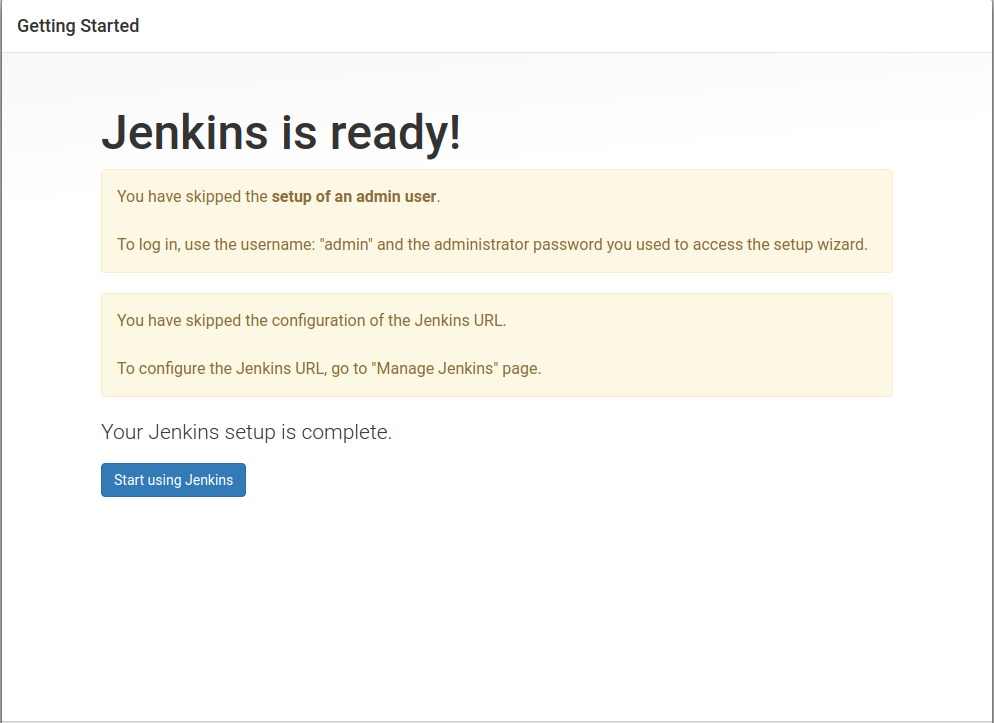 Getting Started
Jenkins is ready!
You have skipped the setup of an admin user.
To log in, use the username: "admin" and the administrator password you used to access the setup wizard.
You have skipped the configuration of the Jenkins URL.
To configure the Jenkins URL, go to "Manage Jenkins" page.
Your Jenkins setup is complete.
Start using Jenkins